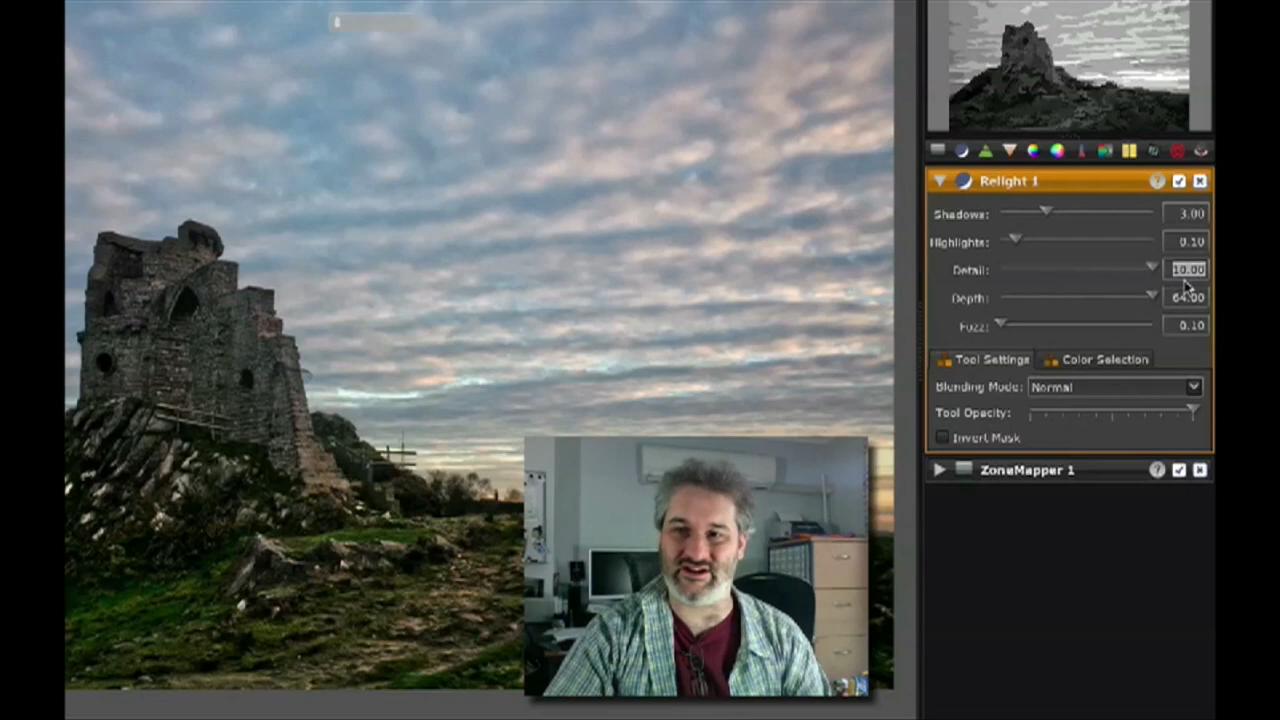 Relight 1
Shadows: 3.00
Highlights: 0.10
Detail: 10.00
Depth: 64.00
Fuzz: 0.10
Tool Settings Color Selection
Blending Mode: Normal
Tool Opacity:
Invert Mask
ZoneMapper 1